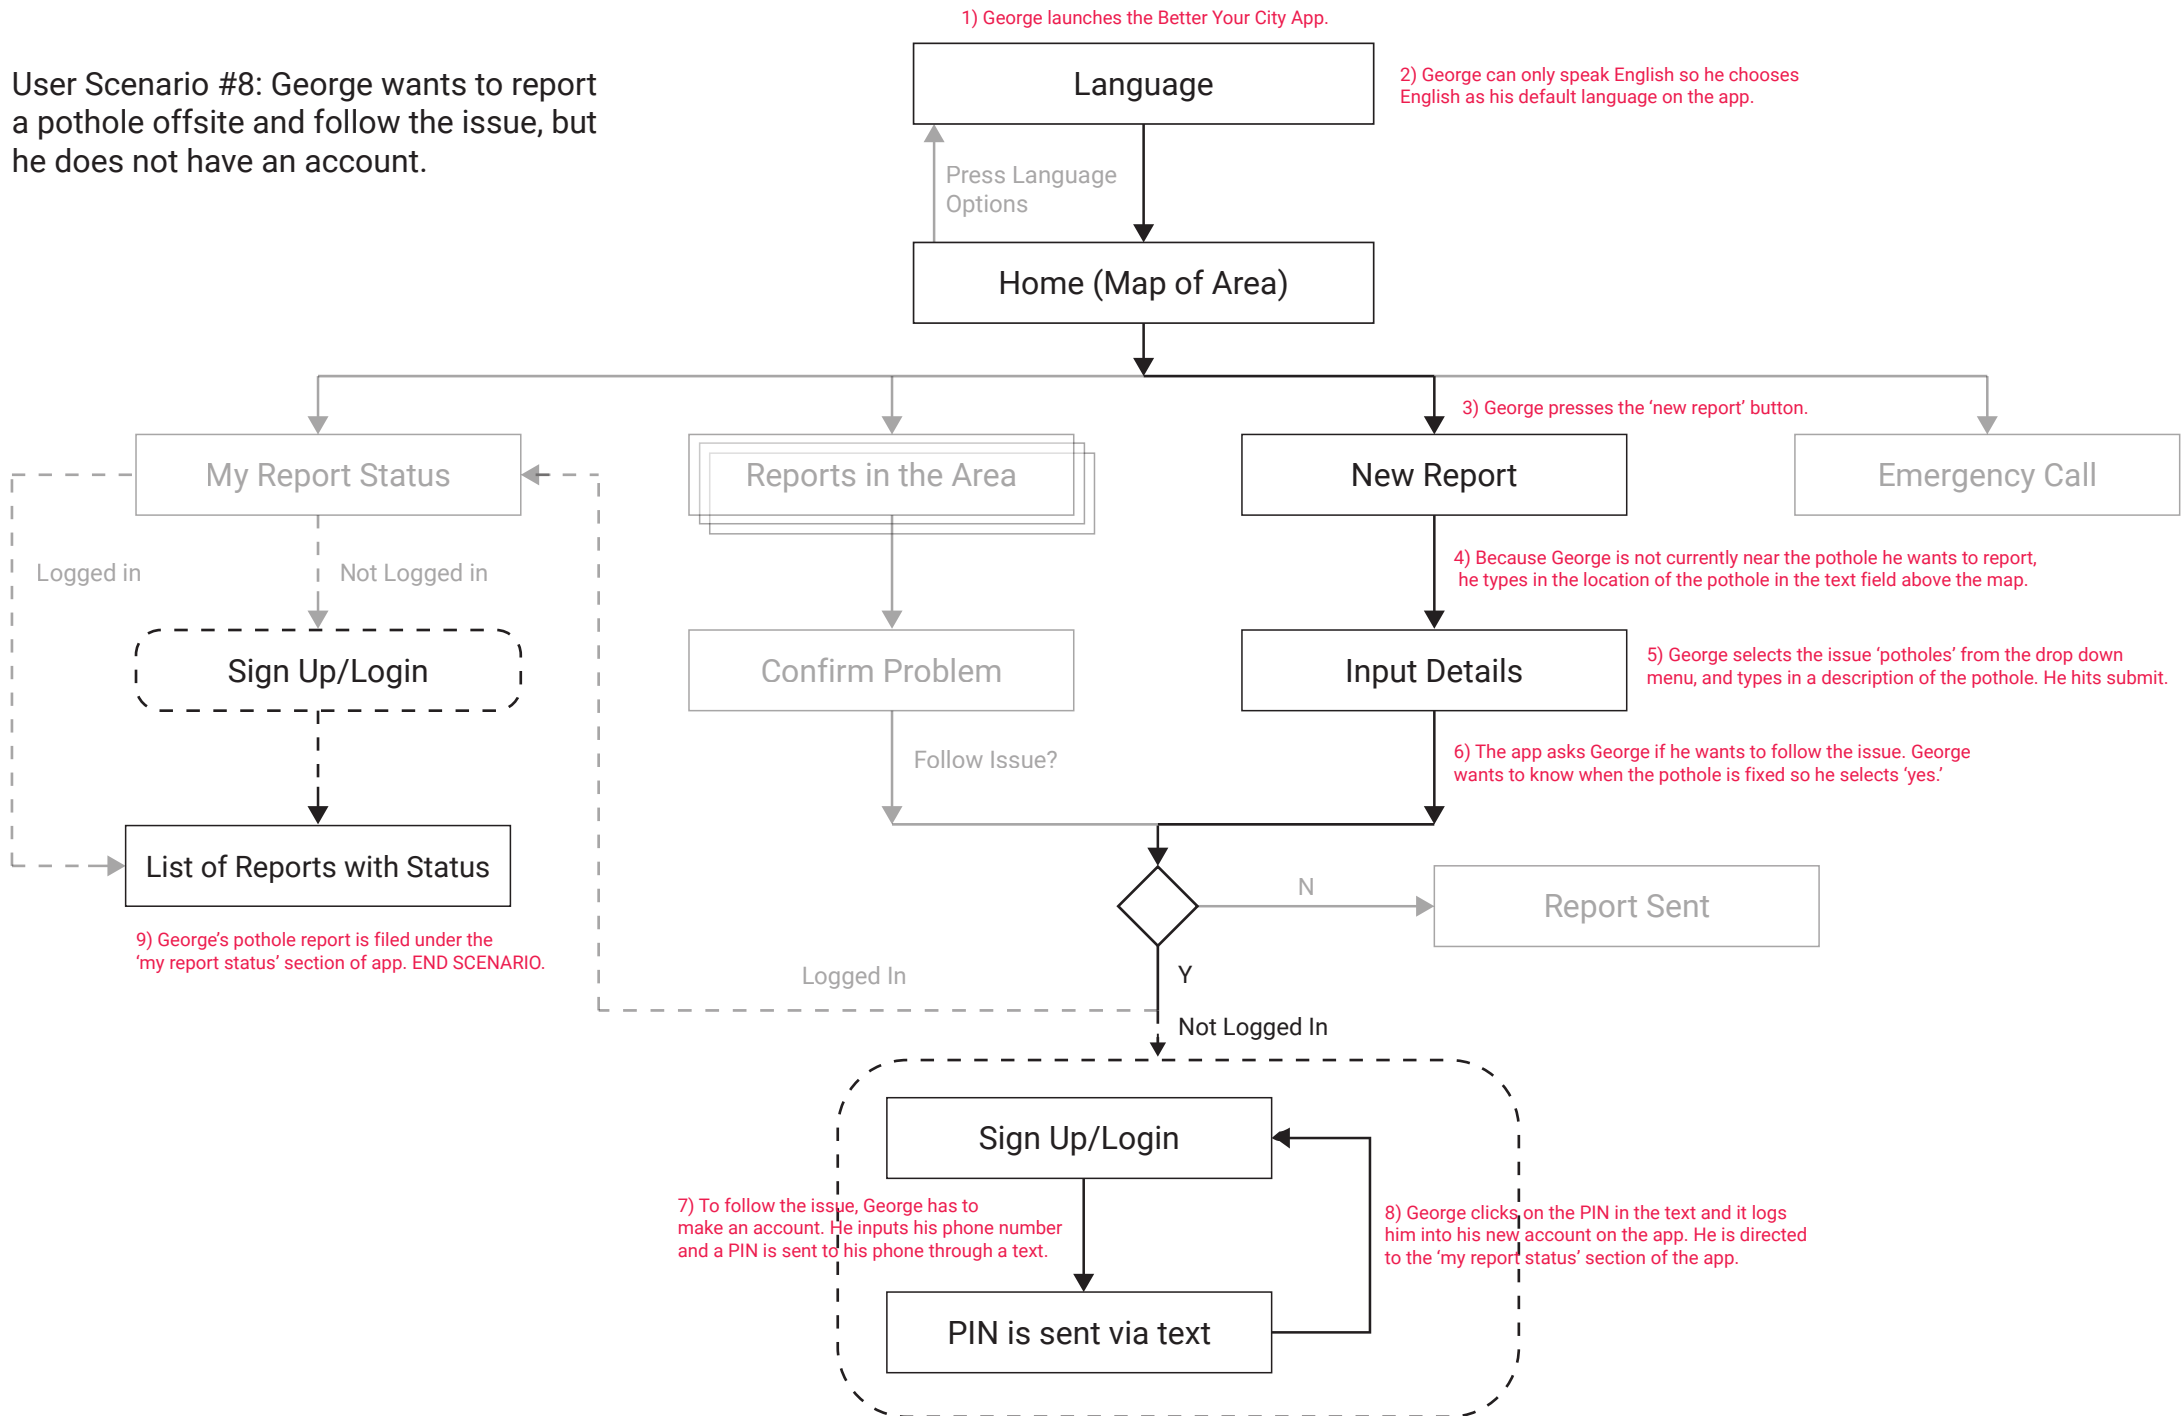 1) George launches the Better Your City App.
User Scenario #8: George wants to report
a pothole offsite and follow the issue, but
he does not have an account.
Language
2) George can only speak English so he chooses
English as his default language on the app.
Press Language
Options
Home (Map of Area)
3) George presses the ‘new report’ button.
My Report Status
Reports in the Area
New Report
Emergency Call
Logged in
Not Logged in
4) Because George is not currently near the pothole he wants to report,
he types in the location of the pothole in the text field above the map.
Sign Up/Login
Confirm Problem
Input Details
5) George selects the issue ‘potholes’ from the drop down
menu, and types in a description of the pothole. He hits submit.
Follow Issue?
6) The app asks George if he wants to follow the issue. George
wants to know when the pothole is fixed so he selects ‘yes.’
List of Reports with Status
N
Report Sent
9) George’s pothole report is filed under the
‘my report status’ section of app. END SCENARIO.
Logged In
Y
Not Logged In
Sign Up/Login
7) To follow the issue, George has to
make an account. He inputs his phone number
and a PIN is sent to his phone through a text.
8) George clicks on the PIN in the text and it logs
him into his new account on the app. He is directed
to the ‘my report status’ section of the app.
PIN is sent via text